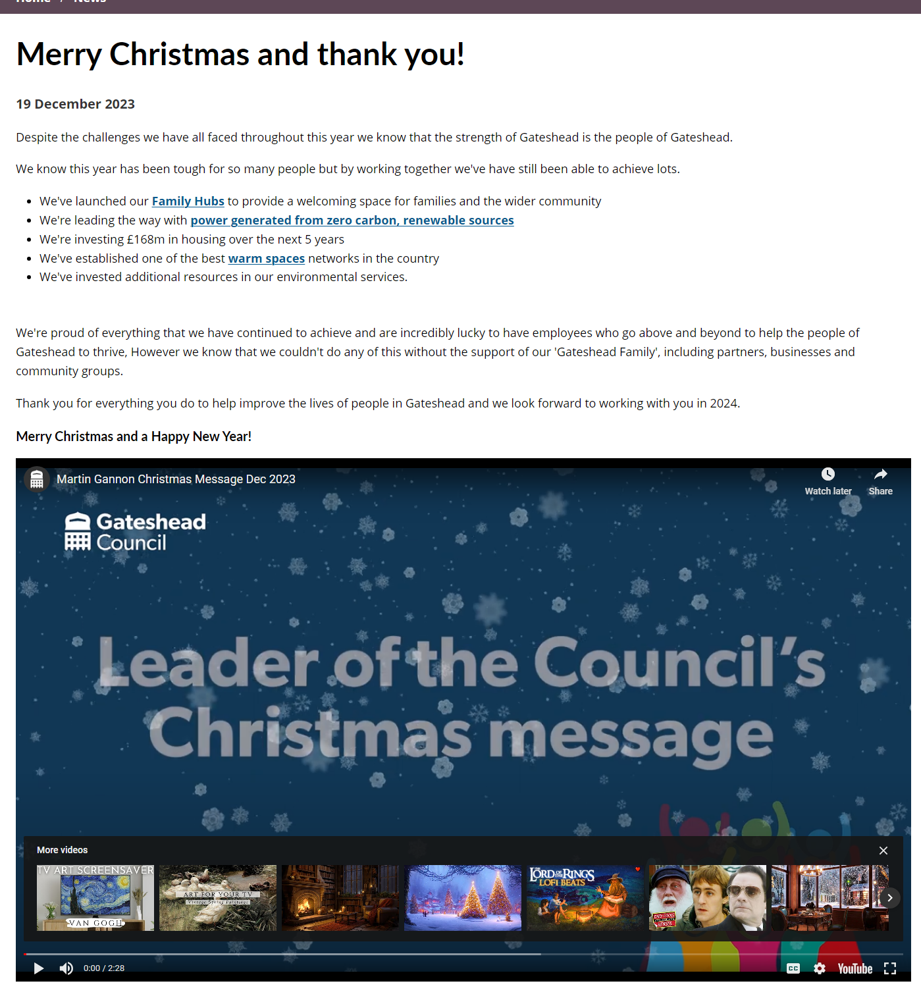 Home / News
Merry Christmas and thank you!
19 December 2023
Despite the challenges we have all faced throughout this year we know that the strength of Gateshead is the people of Gateshead.
We know this year has been tough for so many people but by working together we've have still been able to achieve lots.
We've launched our Family Hubs to provide a welcoming space for families and the wider community
We're leading the way with power generated from zero carbon, renewable sources
We're investing £168m in housing over the next 5 years
We've established one of the best warm spaces networks in the country
We've invested additional resources in our environmental services.
We're proud of everything that we have continued to achieve and are incredibly lucky to have employees who go above and beyond to help the people of
Gateshead to thrive, However we know that we couldn't do any of this without the support of our 'Gateshead Family', including partners, businesses and
community groups.
Thank you for everything you do to help improve the lives of people in Gateshead and we look forward to working with you in 2024.
Merry Christmas and a Happy New Year!
Martin Gannon Christmas Message Dec 2023
Watch later
Share
Gateshead
Council
Leader of the Council's
Christmas message
More videos
TV ART SCREENSAVER
VAN GOGH
ART FOR YOUR TV
Vintage Spring Paintings
THE LORD OF THE RINGS
LOFI BEATS
ONLY FOOLS
HORSES
0:00 / 2:28
CC
YouTube